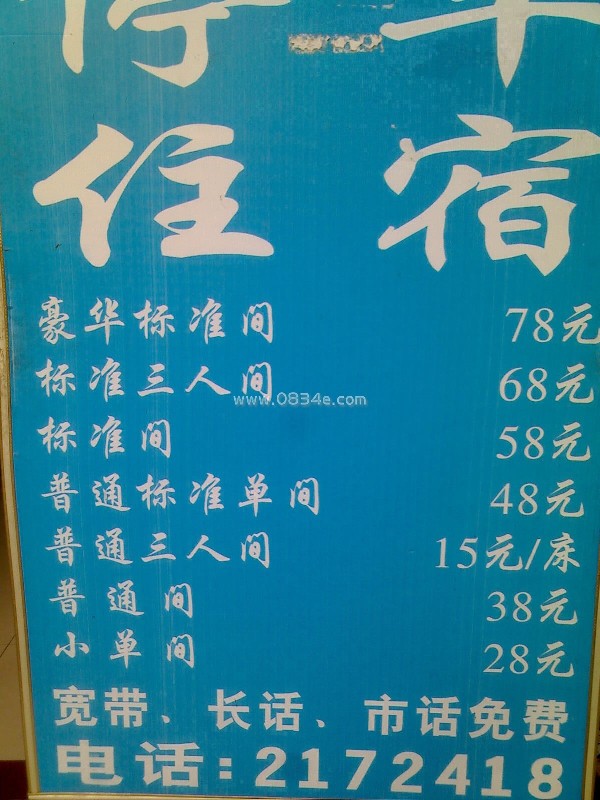 停车
住宿
豪华标准间 78元
标准三人间 68元
www.0834e.com
标准间 58元
普通标准单间 48元
普通三人间 15元/床
普通间 38元
小单间 28元
宽带、长话、市话免费
电话:2172418